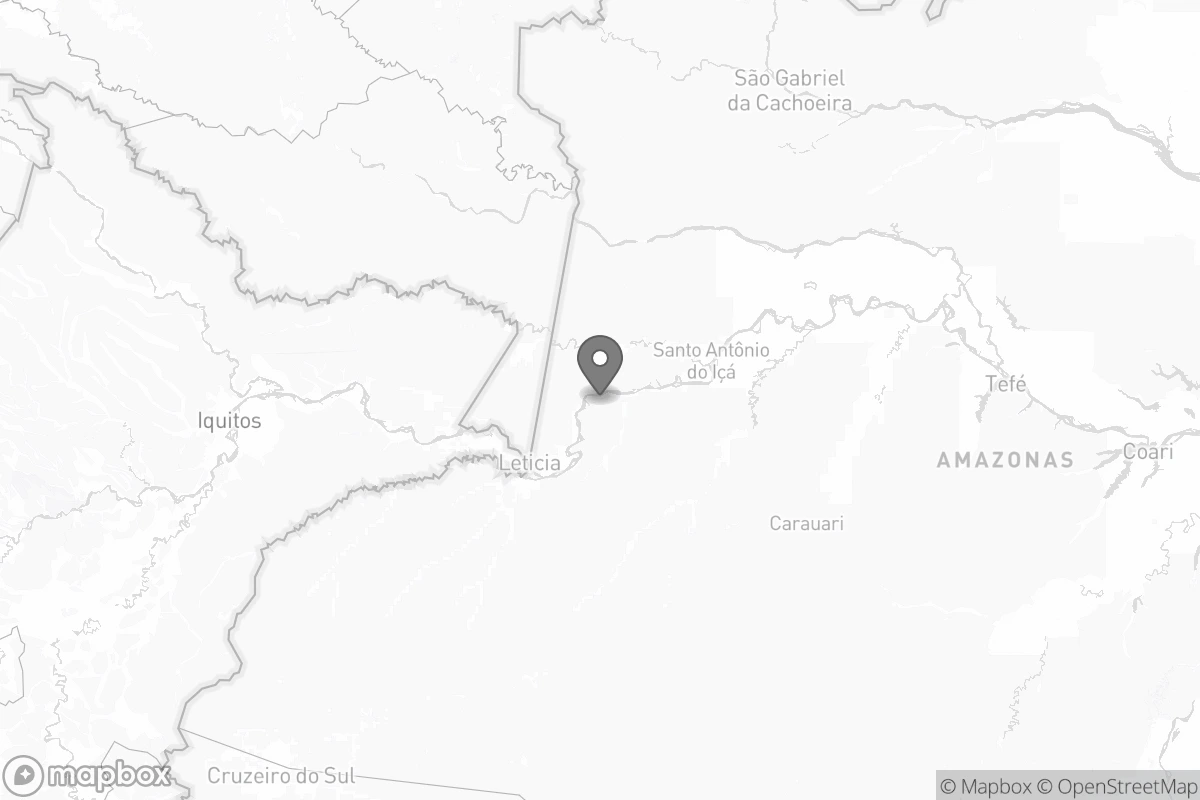 São Gabriel
da Cachoeira
Santo Antônio
do Içá
Tefé
Iquitos
Leticia
AMAZONAS
Coari
Carauari
Cruzeiro do Sul
mapbox
© Mapbox © OpenStreetMap